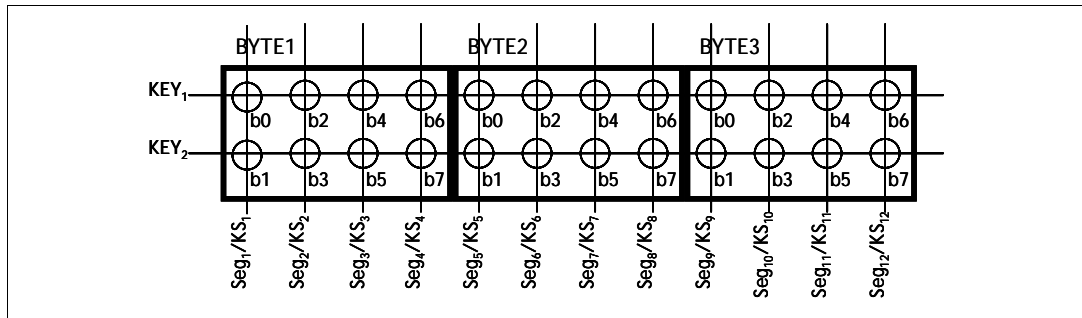 BYTE1 BYTE2 BYTE3
KEY₁
b0 b2 b4 b6 b0 b2 b4 b6 b0 b2 b4 b6
KEY₂
b1 b3 b5 b7 b1 b3 b5 b7 b1 b3 b5 b7
Seg₁/KS₁
Seg₂/KS₂
Seg₃/KS₃
Seg₄/KS₄
Seg₅/KS₅
Seg₆/KS₆
Seg₇/KS₇
Seg₈/KS₈
Seg₉/KS₉
Seg₁₀/KS₁₀
Seg₁₁/KS₁₁
Seg₁₂/KS₁₂